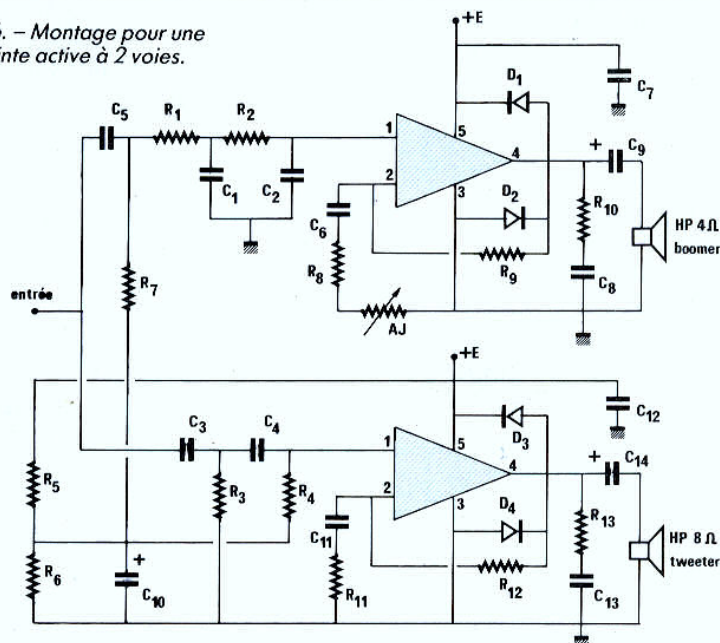 . – Montage pour une
inte active à 2 voies.
+E
D1
C7
C5
R1
R2
1
5
4
+
C9
2
C1
C2
3
D2
R10
HP 4Ω
boomer
C6
R8
R9
C8
R7
entrée
AJ
+E
C12
C3
C4
1
5
D3
4
+
C14
R5
R3
R4
2
3
D4
R13
HP 8Ω
tweeter
C11
R6
+
C10
R11
R12
C13